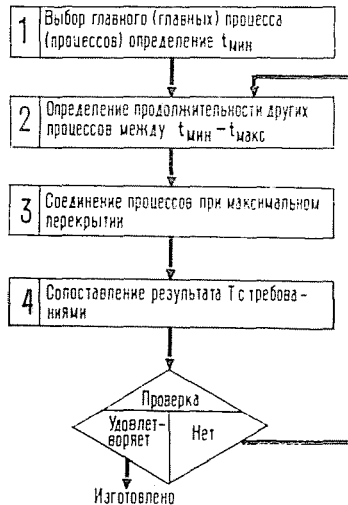 1 Выбор главного (главных) процесса
(процессов) определение tмин
2 Определение продолжительности других
процессов между tмин – tмакс
3 Соединение процессов при максимальном
перекрытии
4 Сопоставление результата T с требова-
ниями
Проверка
Удовлет-
воряет
Нет
Изготовлено